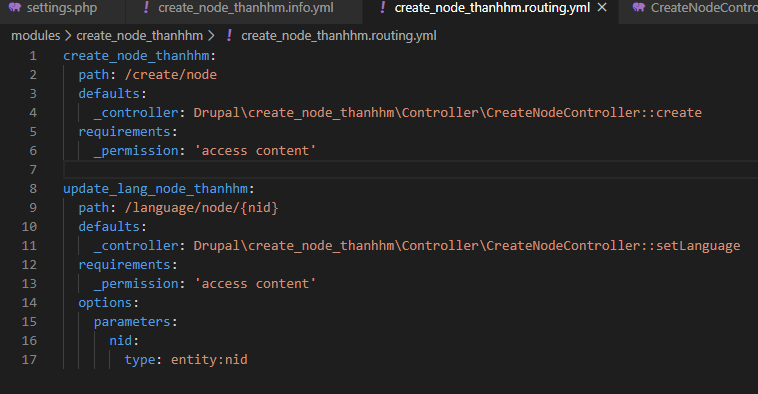 settings.php ! create_node_thanhhm.info.yml ! create_node_thanhhm.routing.yml × CreateNodeContro
modules > create_node_thanhhm > ! create_node_thanhhm.routing.yml
1 create_node_thanhhm:
2   path: /create/node
3   defaults:
4     _controller: Drupal\create_node_thanhhm\Controller\CreateNodeController::create
5   requirements:
6     _permission: 'access content'
7
8 update_lang_node_thanhhm:
9   path: /language/node/{nid}
10   defaults:
11     _controller: Drupal\create_node_thanhhm\Controller\CreateNodeController::setLanguage
12   requirements:
13     _permission: 'access content'
14   options:
15     parameters:
16       nid:
17         type: entity:nid